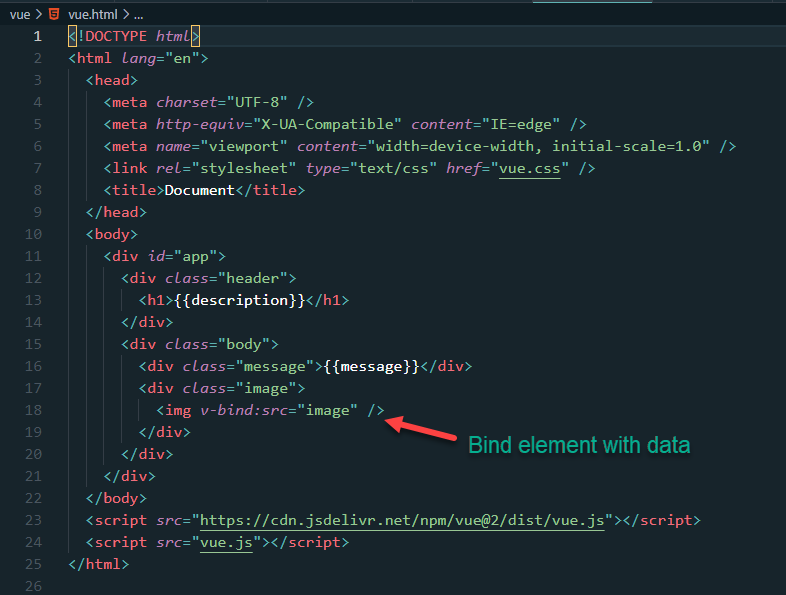 vue > vue.html > ...
1 <!DOCTYPE html>
2 <html lang="en">
3 <head>
4 <meta charset="UTF-8" />
5 <meta http-equiv="X-UA-Compatible" content="IE=edge" />
6 <meta name="viewport" content="width=device-width, initial-scale=1.0" />
7 <link rel="stylesheet" type="text/css" href="vue.css" />
8 <title>Document</title>
9 </head>
10 <body>
11 <div id="app">
12 <div class="header">
13 <h1>{{description}}</h1>
14 </div>
15 <div class="body">
16 <div class="message">{{message}}</div>
17 <div class="image">
18 <img v-bind:src="image" />
19 </div>
Bind element with data
20 </div>
21 </div>
22 </body>
23 <script src="https://cdn.jsdelivr.net/npm/vue@2/dist/vue.js"></script>
24 <script src="vue.js"></script>
25 </html>
26